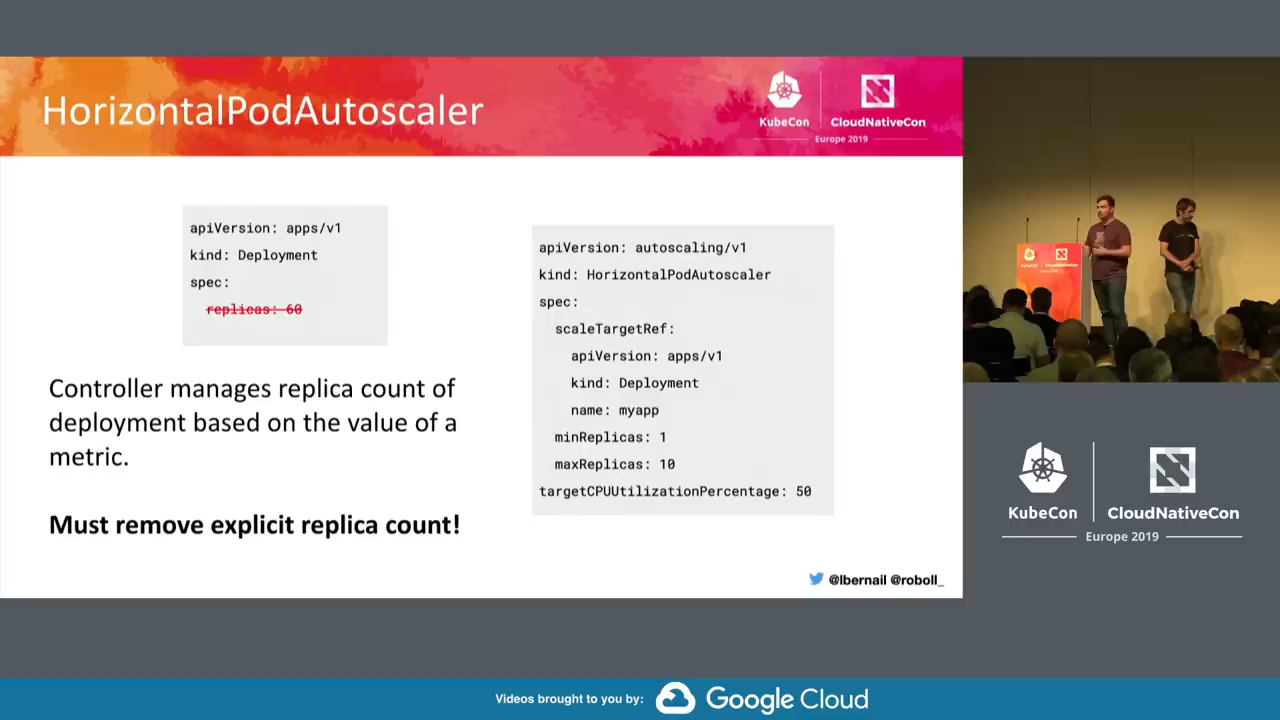 HorizontalPodAutoscaler
KubeCon
CloudNativeCon
Europe 2019
apiVersion: apps/v1
kind: Deployment
spec:
replicas: 60
Controller manages replica count of
deployment based on the value of a
metric.
Must remove explicit replica count!
apiVersion: autoscaling/v1
kind: HorizontalPodAutoscaler
spec:
scaleTargetRef:
apiVersion: apps/v1
kind: Deployment
name: myapp
minReplicas: 1
maxReplicas: 10
targetCPUUtilizationPercentage: 50
@lbernail @roboll_
KubeCon
CloudNativeCon
Europe 2019
Videos brought to you by:
Google Cloud